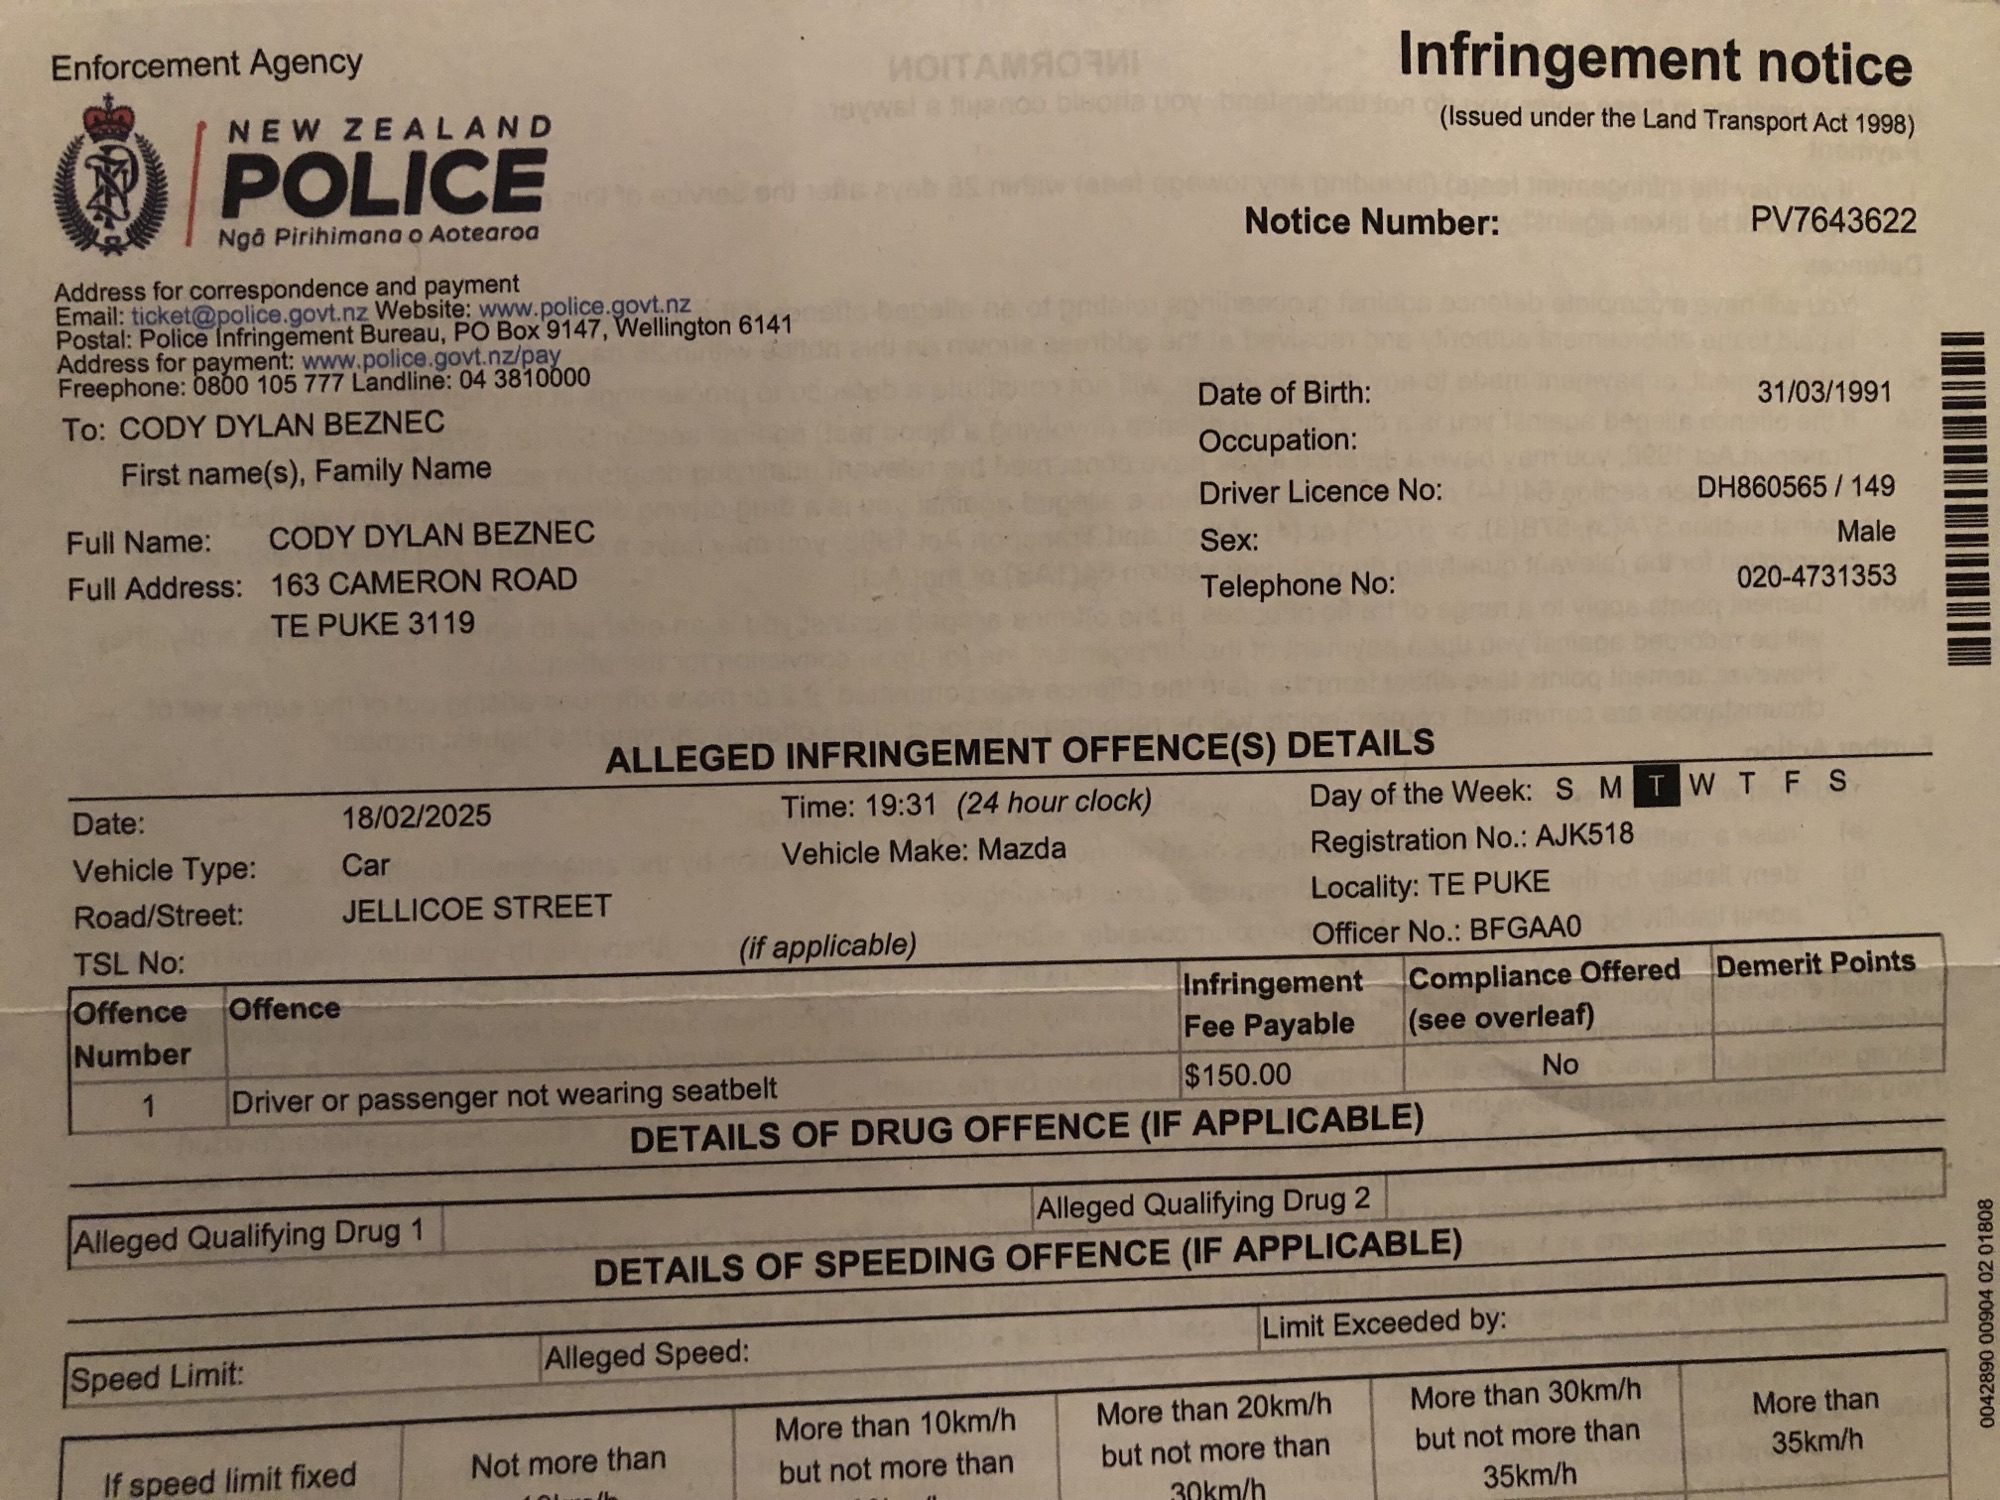 Enforcement Agency
NEW ZEALAND
POLICE
Ngā Pirihimana o Aotearoa
Infringement notice
(Issued under the Land Transport Act 1998)
Notice Number: PV7643622
Address for correspondence and payment
Email: ticket@police.govt.nz Website: www.police.govt.nz
Postal: Police Infringement Bureau, PO Box 9147, Wellington 6141
Address for payment: www.police.govt.nz/pay
Freephone: 0800 105 777 Landline: 04 3810000
To: CODY DYLAN BEZNEC
First name(s), Family Name
Full Name: CODY DYLAN BEZNEC
Full Address: 163 CAMERON ROAD
TE PUKE 3119
Date of Birth: 31/03/1991
Occupation:
Driver Licence No: DH860565 / 149
Sex: Male
Telephone No: 020-4731353
ALLEGED INFRINGEMENT OFFENCE(S) DETAILS
Date: 18/02/2025 Time: 19:31 (24 hour clock) Day of the Week: S M T W T F S
Vehicle Type: Car Vehicle Make: Mazda Registration No.: AJK518
Road/Street: JELLICOE STREET Locality: TE PUKE
TSL No: (if applicable) Officer No.: BFGAA0
Offence Number Offence Infringement Fee Payable Compliance Offered (see overleaf) Demerit Points
1 Driver or passenger not wearing seatbelt $150.00 No
DETAILS OF DRUG OFFENCE (IF APPLICABLE)
Alleged Qualifying Drug 1 Alleged Qualifying Drug 2
DETAILS OF SPEEDING OFFENCE (IF APPLICABLE)
Speed Limit: Alleged Speed: Limit Exceeded by:
If speed limit fixed
Not more than
More than 10km/h
but not more than
More than 20km/h
but not more than
30km/h
More than 30km/h
but not more than
35km/h
More than
35km/h
0042890 00904 02 01808